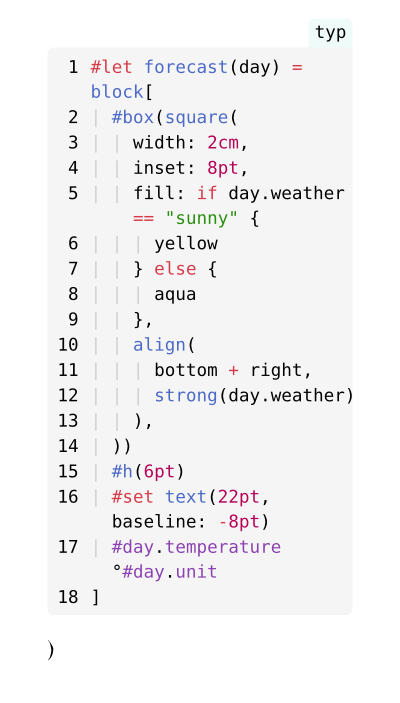 typ
1 #let forecast(day) =
block[
2 #box(square(
3 width: 2cm,
4 inset: 8pt,
5 fill: if day.weather
== "sunny" {
6 yellow
7 } else {
8 aqua
9 },
10 align(
11 bottom + right,
12 strong(day.weather)
13 ),
14 ))
15 #h(6pt)
16 #set text(22pt,
baseline: -8pt)
17 #day.temperature
°#day.unit
18 ]
)